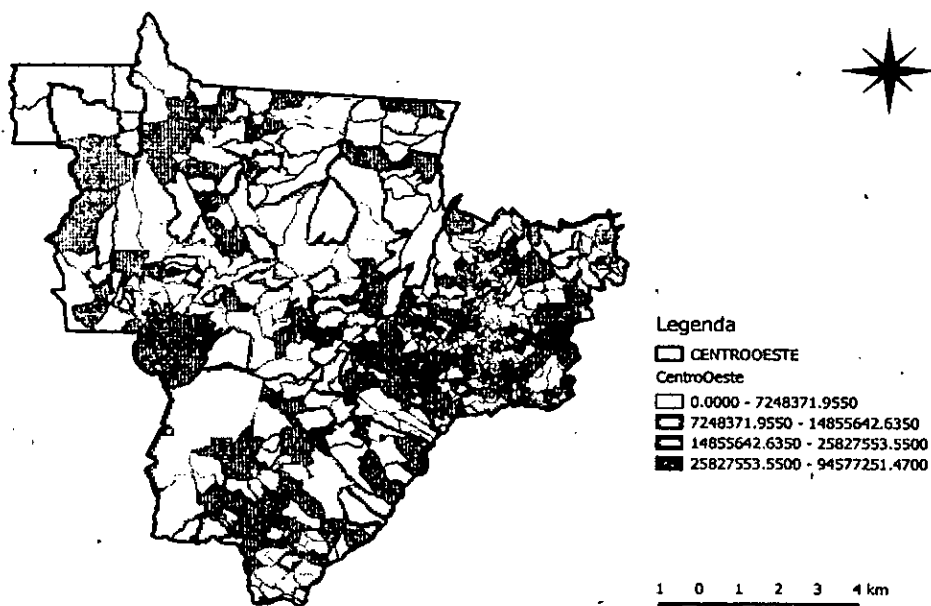 Legenda
CENTROOESTE
CentroOeste
0.0000 - 7248371.9550
7248371.9550 - 14855642.6350
14855642.6350 - 25827553.5500
25827553.5500 - 94577251.4700
1 0 1 2 3 4 km